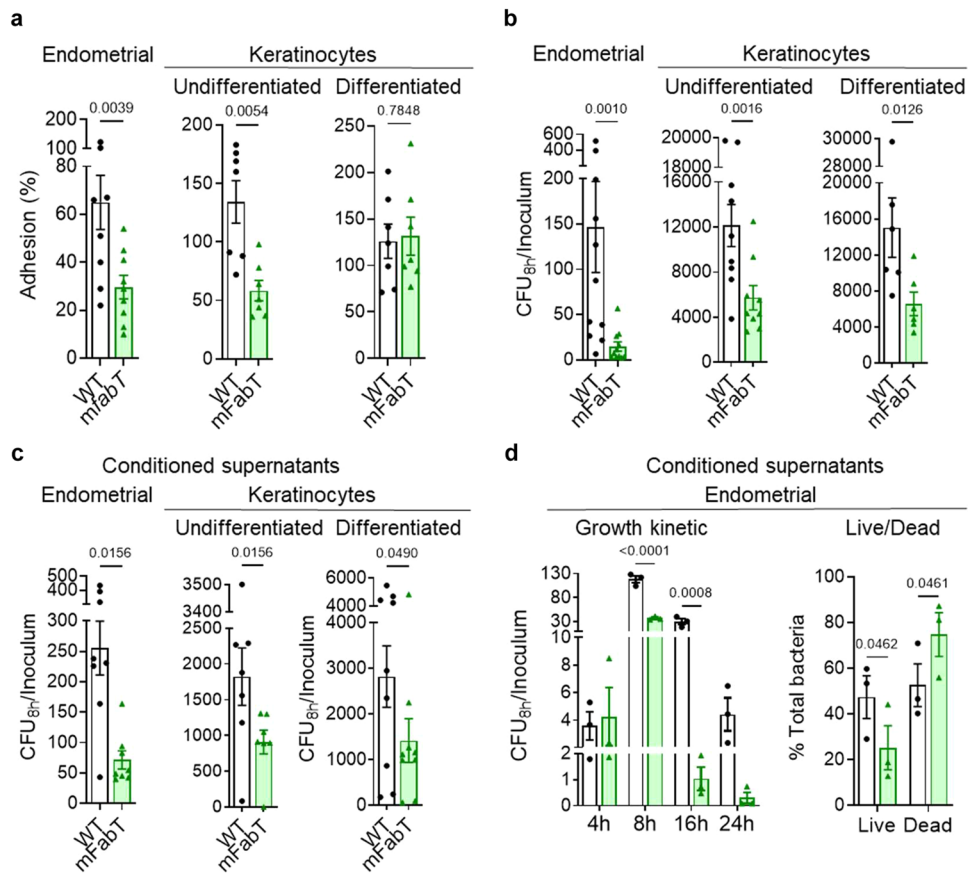 a
Endometrial Keratinocytes
Undifferentiated Differentiated
0.0039 0.0054 0.7848
Adhesion (%)
200
100
80
60
40
20
0
200
150
100
50
0
250
200
150
100
50
0
WT mfabT WT mFabT WT mFabT
b
Endometrial Keratinocytes
Undifferentiated Differentiated
0.0010 0.0016 0.0126
CFU8h/Inoculum
600
400
200
150
100
50
0
20000
16000
12000
8000
4000
0
30000
28000
20000
16000
12000
8000
4000
0
WT mFabT WT mFabT WT mFabT
c
Conditioned supernatants
Endometrial Keratinocytes
Undifferentiated Differentiated
0.0156 0.0156 0.0490
CFU8h/Inoculum
500
400
300
250
200
150
100
50
0
3500
2000
1500
1000
500
0
CFU8h/Inoculum
6000
4000
3000
2000
1000
0
WT mFabT WT mFabT WT mFabT
d
Conditioned supernatants
Endometrial
Growth kinetic Live/Dead
<0.0001
0.0008
CFU8h/Inoculum
130
80
30
10
8
6
4
2
2
1
0
4h 8h 16h 24h
0.0462 0.0461
% Total bacteria
100
80
60
40
20
0
Live Dead